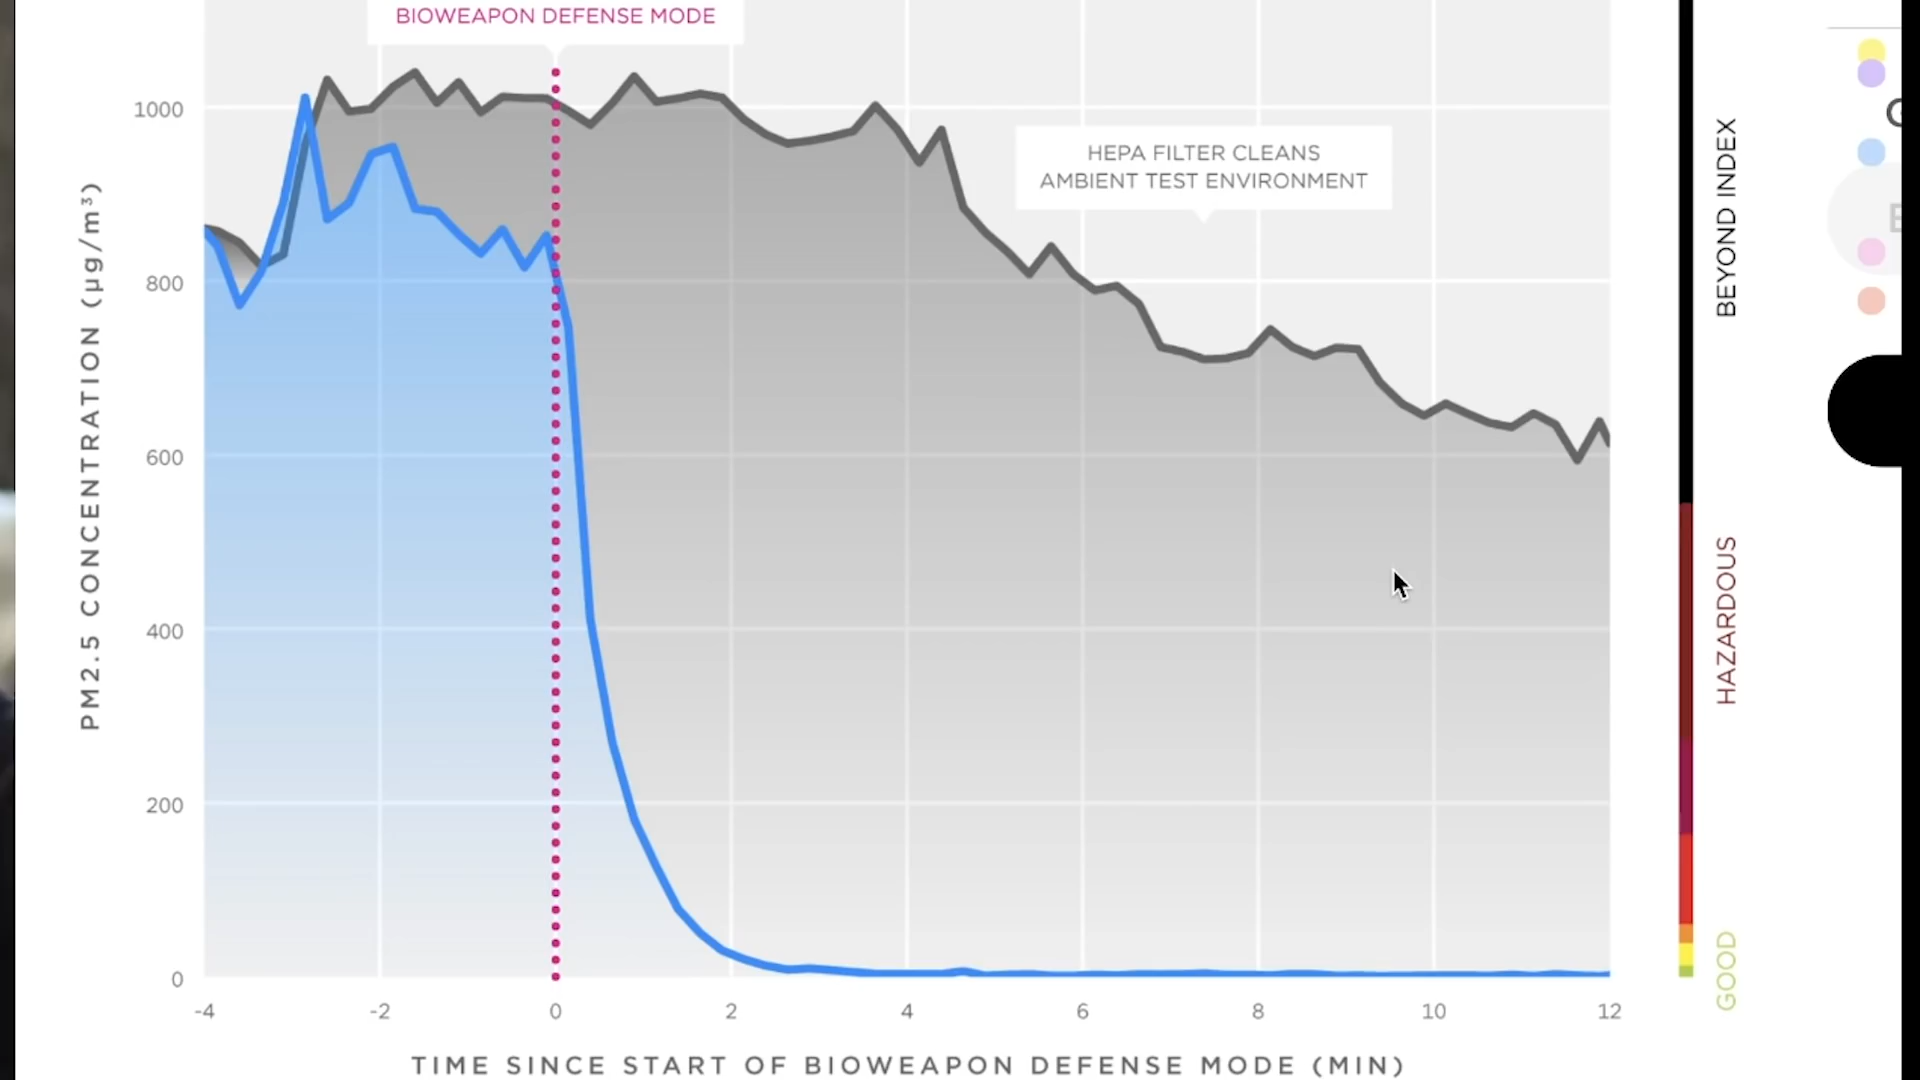 BIOWEAPON DEFENSE MODE
HEPA FILTER CLEANS
AMBIENT TEST ENVIRONMENT
PM2.5 CONCENTRATION (µg/m³)
1000
800
600
400
200
0
-4
-2
0
2
4
6
8
10
12
TIME SINCE START OF BIOWEAPON DEFENSE MODE (MIN)
BEYOND INDEX
HAZARDOUS
GOOD